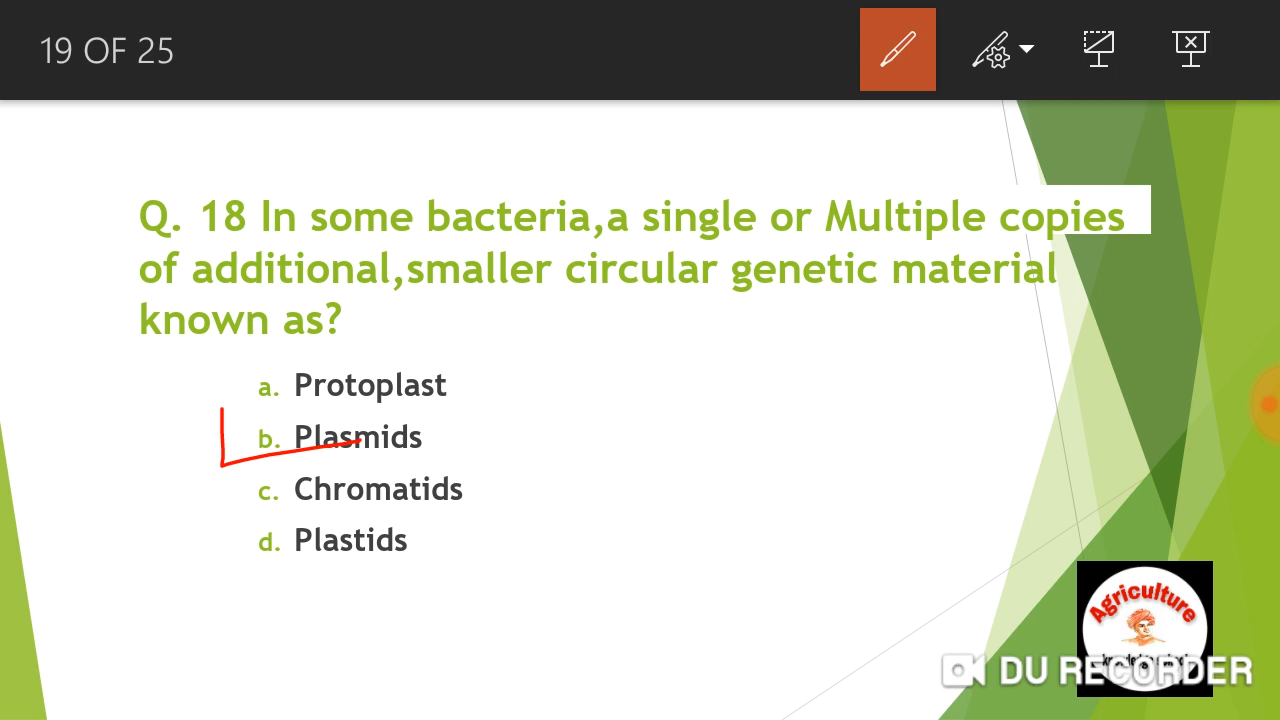 19 OF 25
Q. 18 In some bacteria,a single or Multiple copies
of additional,smaller circular genetic material
known as?
a. Protoplast
b. Plasmids
c. Chromatids
d. Plastids
Agriculture
DU RECORDER